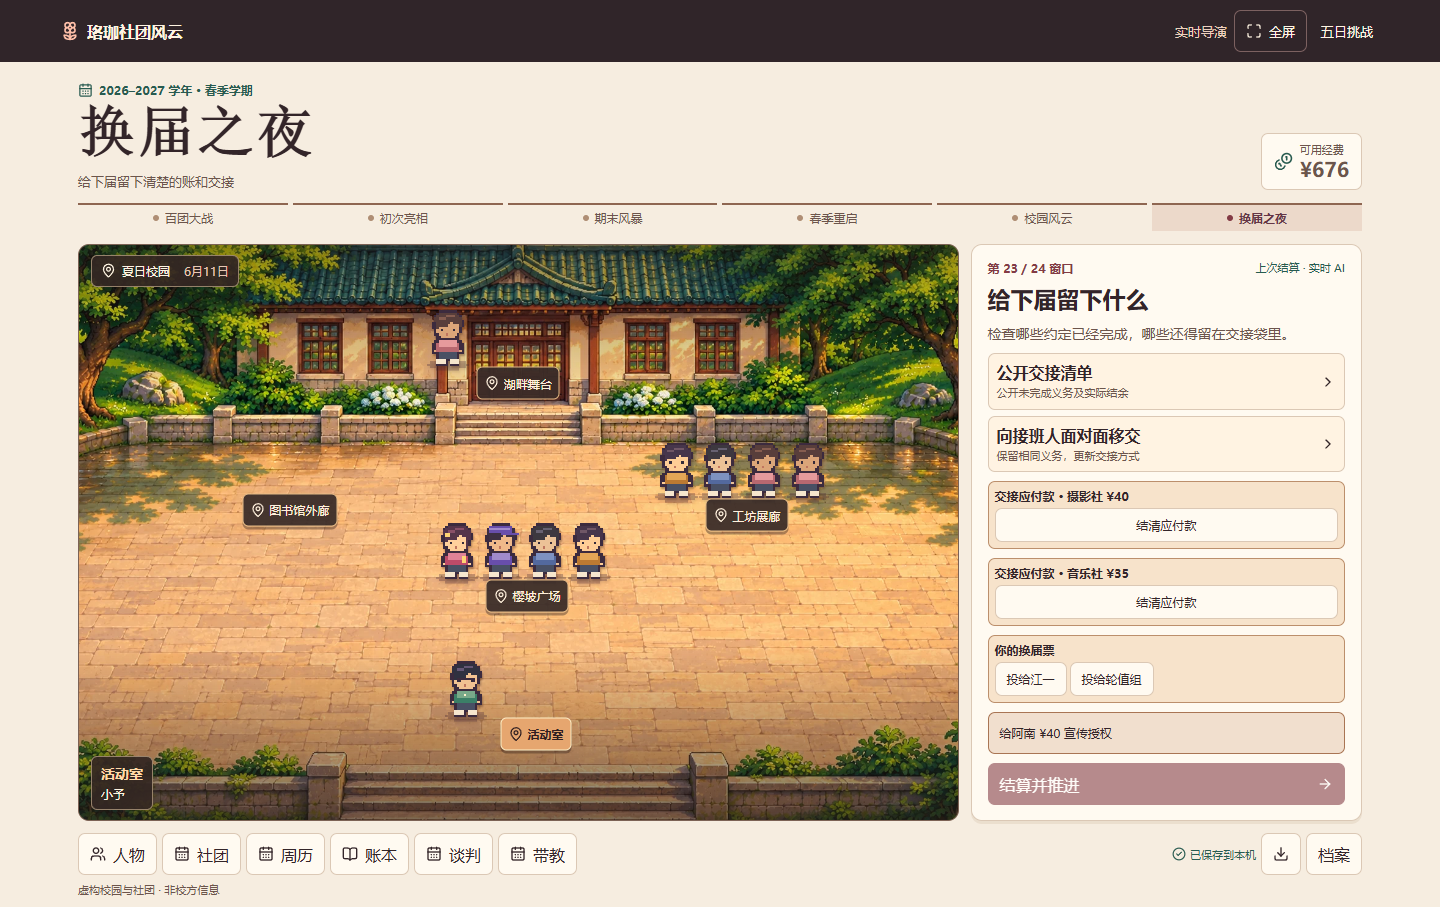 珞珈社团风云
实时导演
全屏
五日挑战
2026–2027 学年 • 春季学期
换届之夜
给下届留下清楚的账和交接
可用经费
¥676
百团大战
初次亮相
期末风暴
春季重启
校园风云
换届之夜
夏日校园 6月11日
湖畔舞台
图书馆外廊
工坊展廊
樱坡广场
活动室
活动室
小予
第 23 / 24 窗口
上次结算 · 实时 AI
给下届留下什么
检查哪些约定已经完成，哪些还得留在交接袋里。
公开交接清单
公开未完成义务及实际结余
向接班人面对面移交
保留相同义务，更新交接方式
交接应付款 • 摄影社 ¥40
结清应付款
交接应付款 • 音乐社 ¥35
结清应付款
你的换届票
投给江一
投给轮值组
给阿南 ¥40 宣传授权
结算并推进
人物
社团
周历
账本
谈判
带教
已保存到本机
档案
虚构校园与社团 · 非校方信息